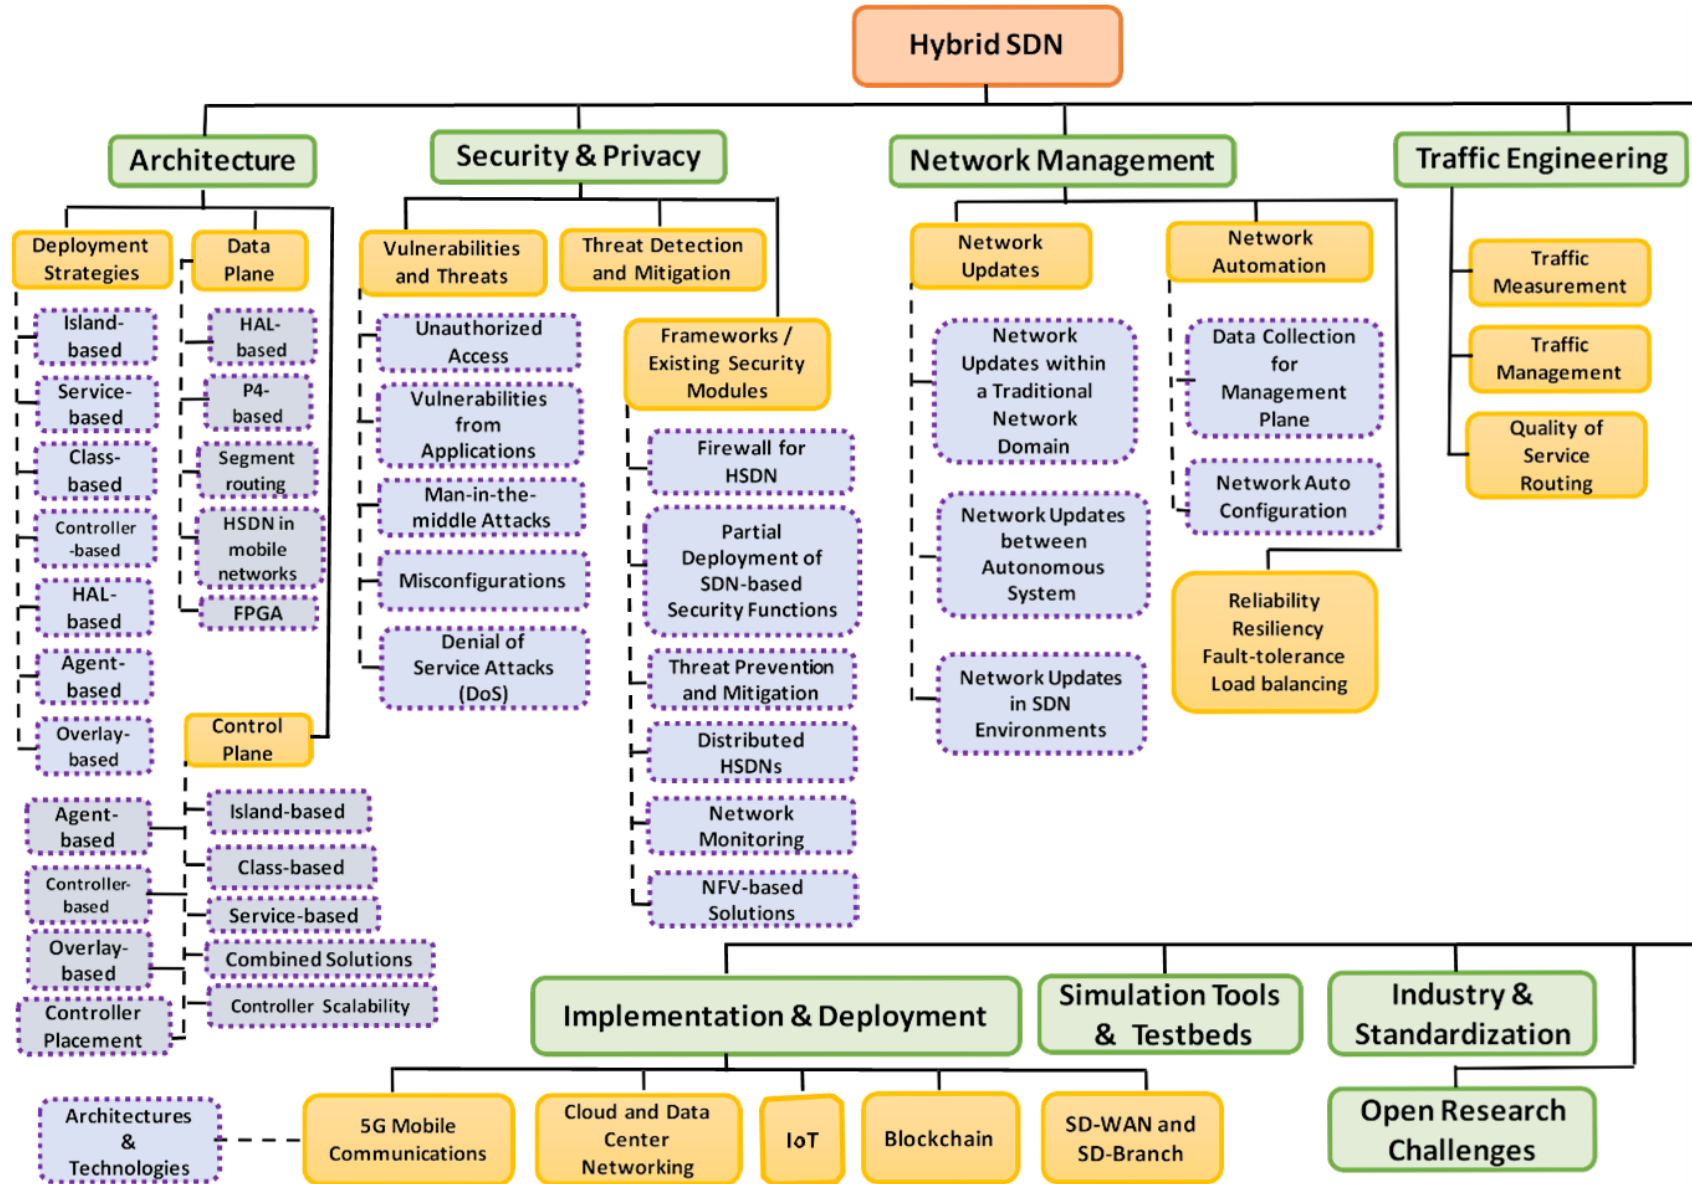 Hybrid SDN
Architecture
Security & Privacy
Network Management
Traffic Engineering
Deployment
Strategies
Island-
based
Service-
based
Class-
based
Controller
-based
HAL-
based
Agent-
based
Overlay-
based
Data
Plane
HAL-
based
P4-
based
Segment
routing
HSDN in
mobile
networks
FPGA
Control
Plane
Agent-
based
Controller-
based
Overlay-
based
Controller
Placement
Island-based
Class-based
Service-based
Combined Solutions
Controller Scalability
Vulnerabilities
and Threats
Unauthorized
Access
Vulnerabilities
from
Applications
Man-in-the-
middle Attacks
Misconfigurations
Denial of
Service Attacks
(DoS)
Threat Detection
and Mitigation
Frameworks /
Existing Security
Modules
Firewall for
HSDN
Partial
Deployment of
SDN-based
Security Functions
Threat Prevention
and Mitigation
Distributed
HSDNs
Network
Monitoring
NFV-based
Solutions
Network
Updates
Network
Updates within
a Traditional
Network
Domain
Network Updates
between
Autonomous
System
Network Updates
in SDN
Environments
Network
Automation
Data Collection
for
Management
Plane
Network Auto
Configuration
Reliability
Resiliency
Fault-tolerance
Load balancing
Traffic
Measurement
Traffic
Management
Quality of
Service
Routing
Implementation & Deployment
Simulation Tools
& Testbeds
Industry &
Standardization
Open Research
Challenges
Architectures
&
Technologies
5G Mobile
Communications
Cloud and Data
Center
Networking
IoT
Blockchain
SD-WAN and
SD-Branch